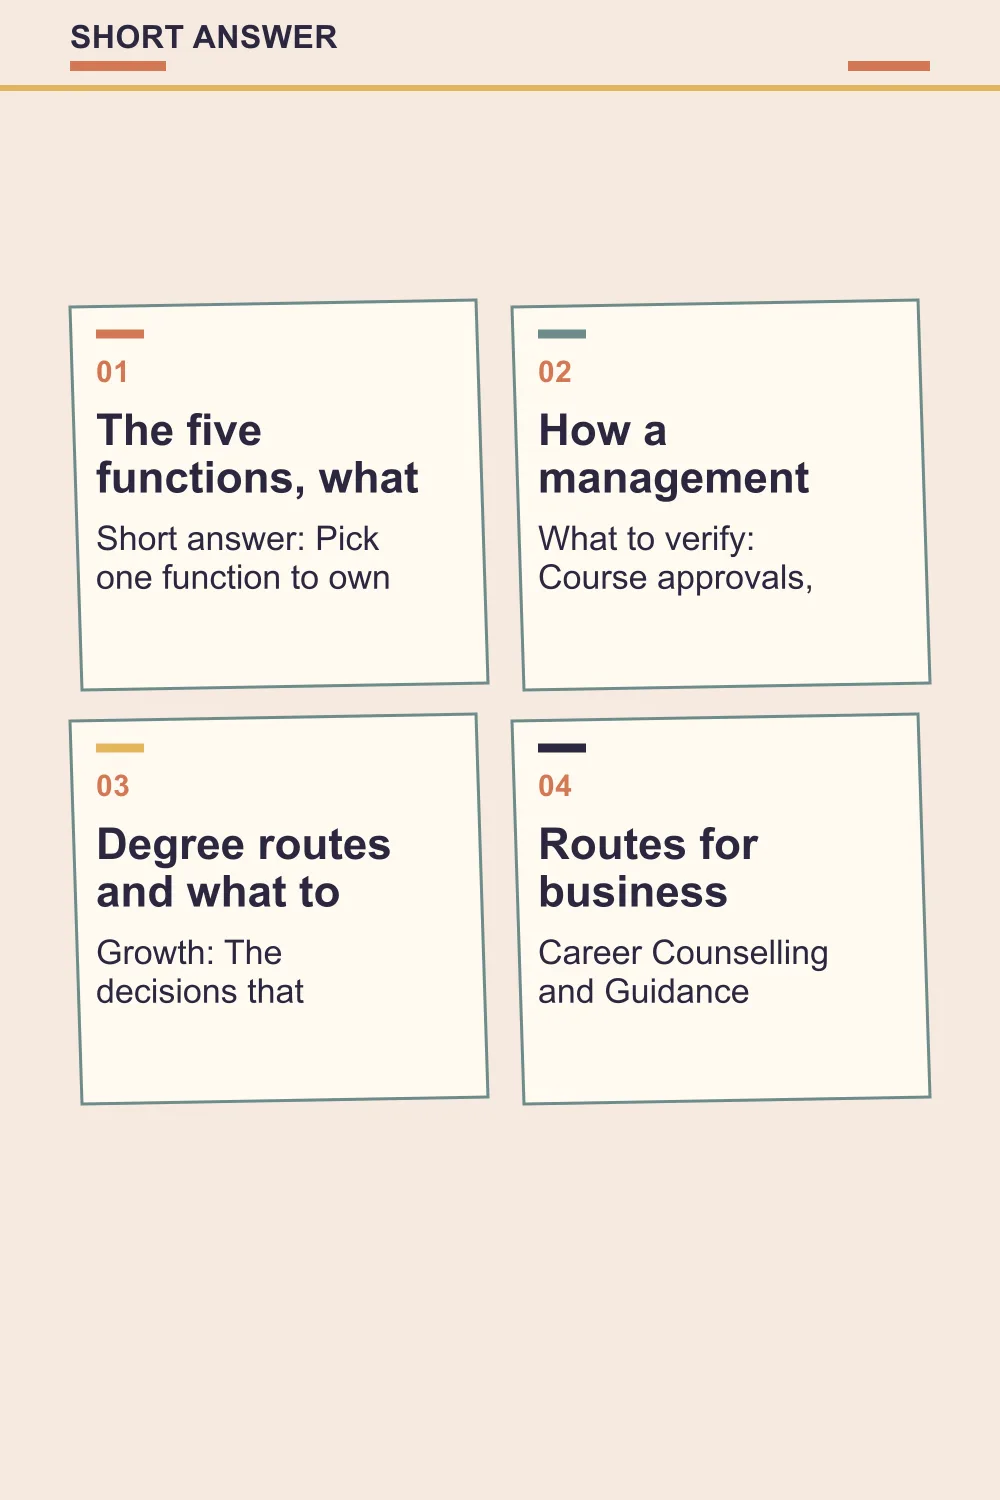 SHORT ANSWER
01
The five
functions, what
Short answer: Pick
one function to own
02
How a
management
What to verify:
Course approvals,
03
Degree routes
and what to
Growth: The
decisions that
04
Routes for
business
Career Counselling
and Guidance